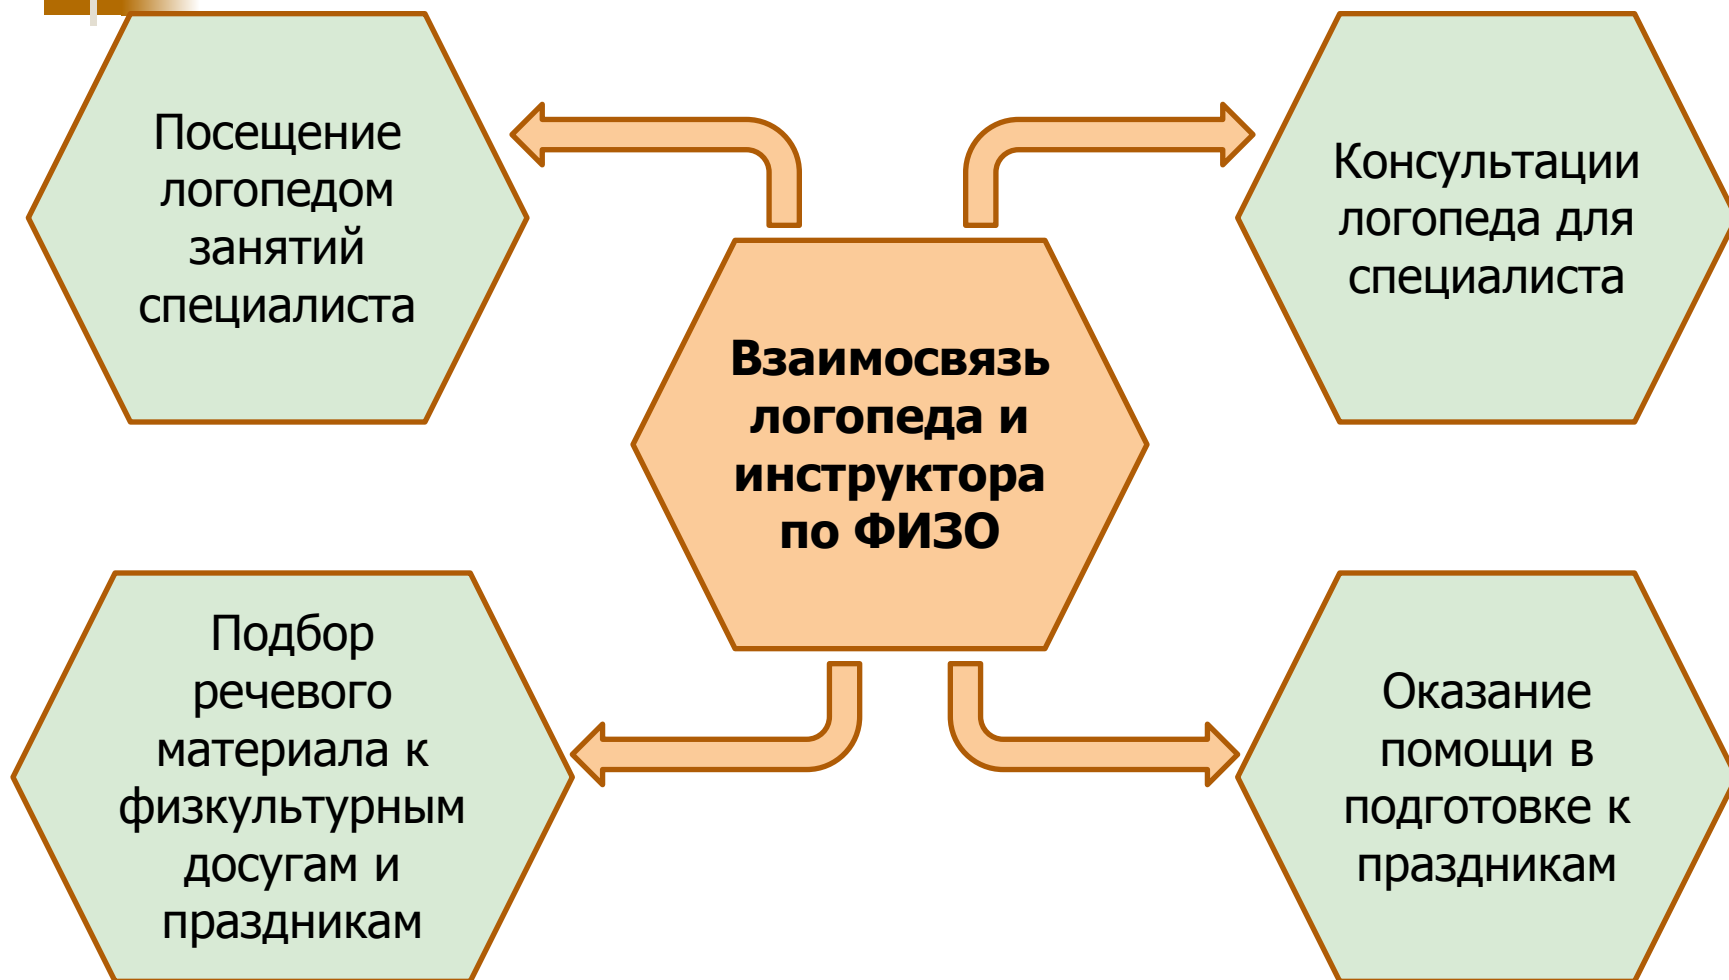 Посещение
логопедом
занятий
специалиста
Консультации
логопеда для
специалиста
Взаимосвязь
логопеда и
инструктора
по ФИЗО
Подбор
речевого
материала к
физкультурным
досугам и
праздникам
Оказание
помощи в
подготовке к
праздникам